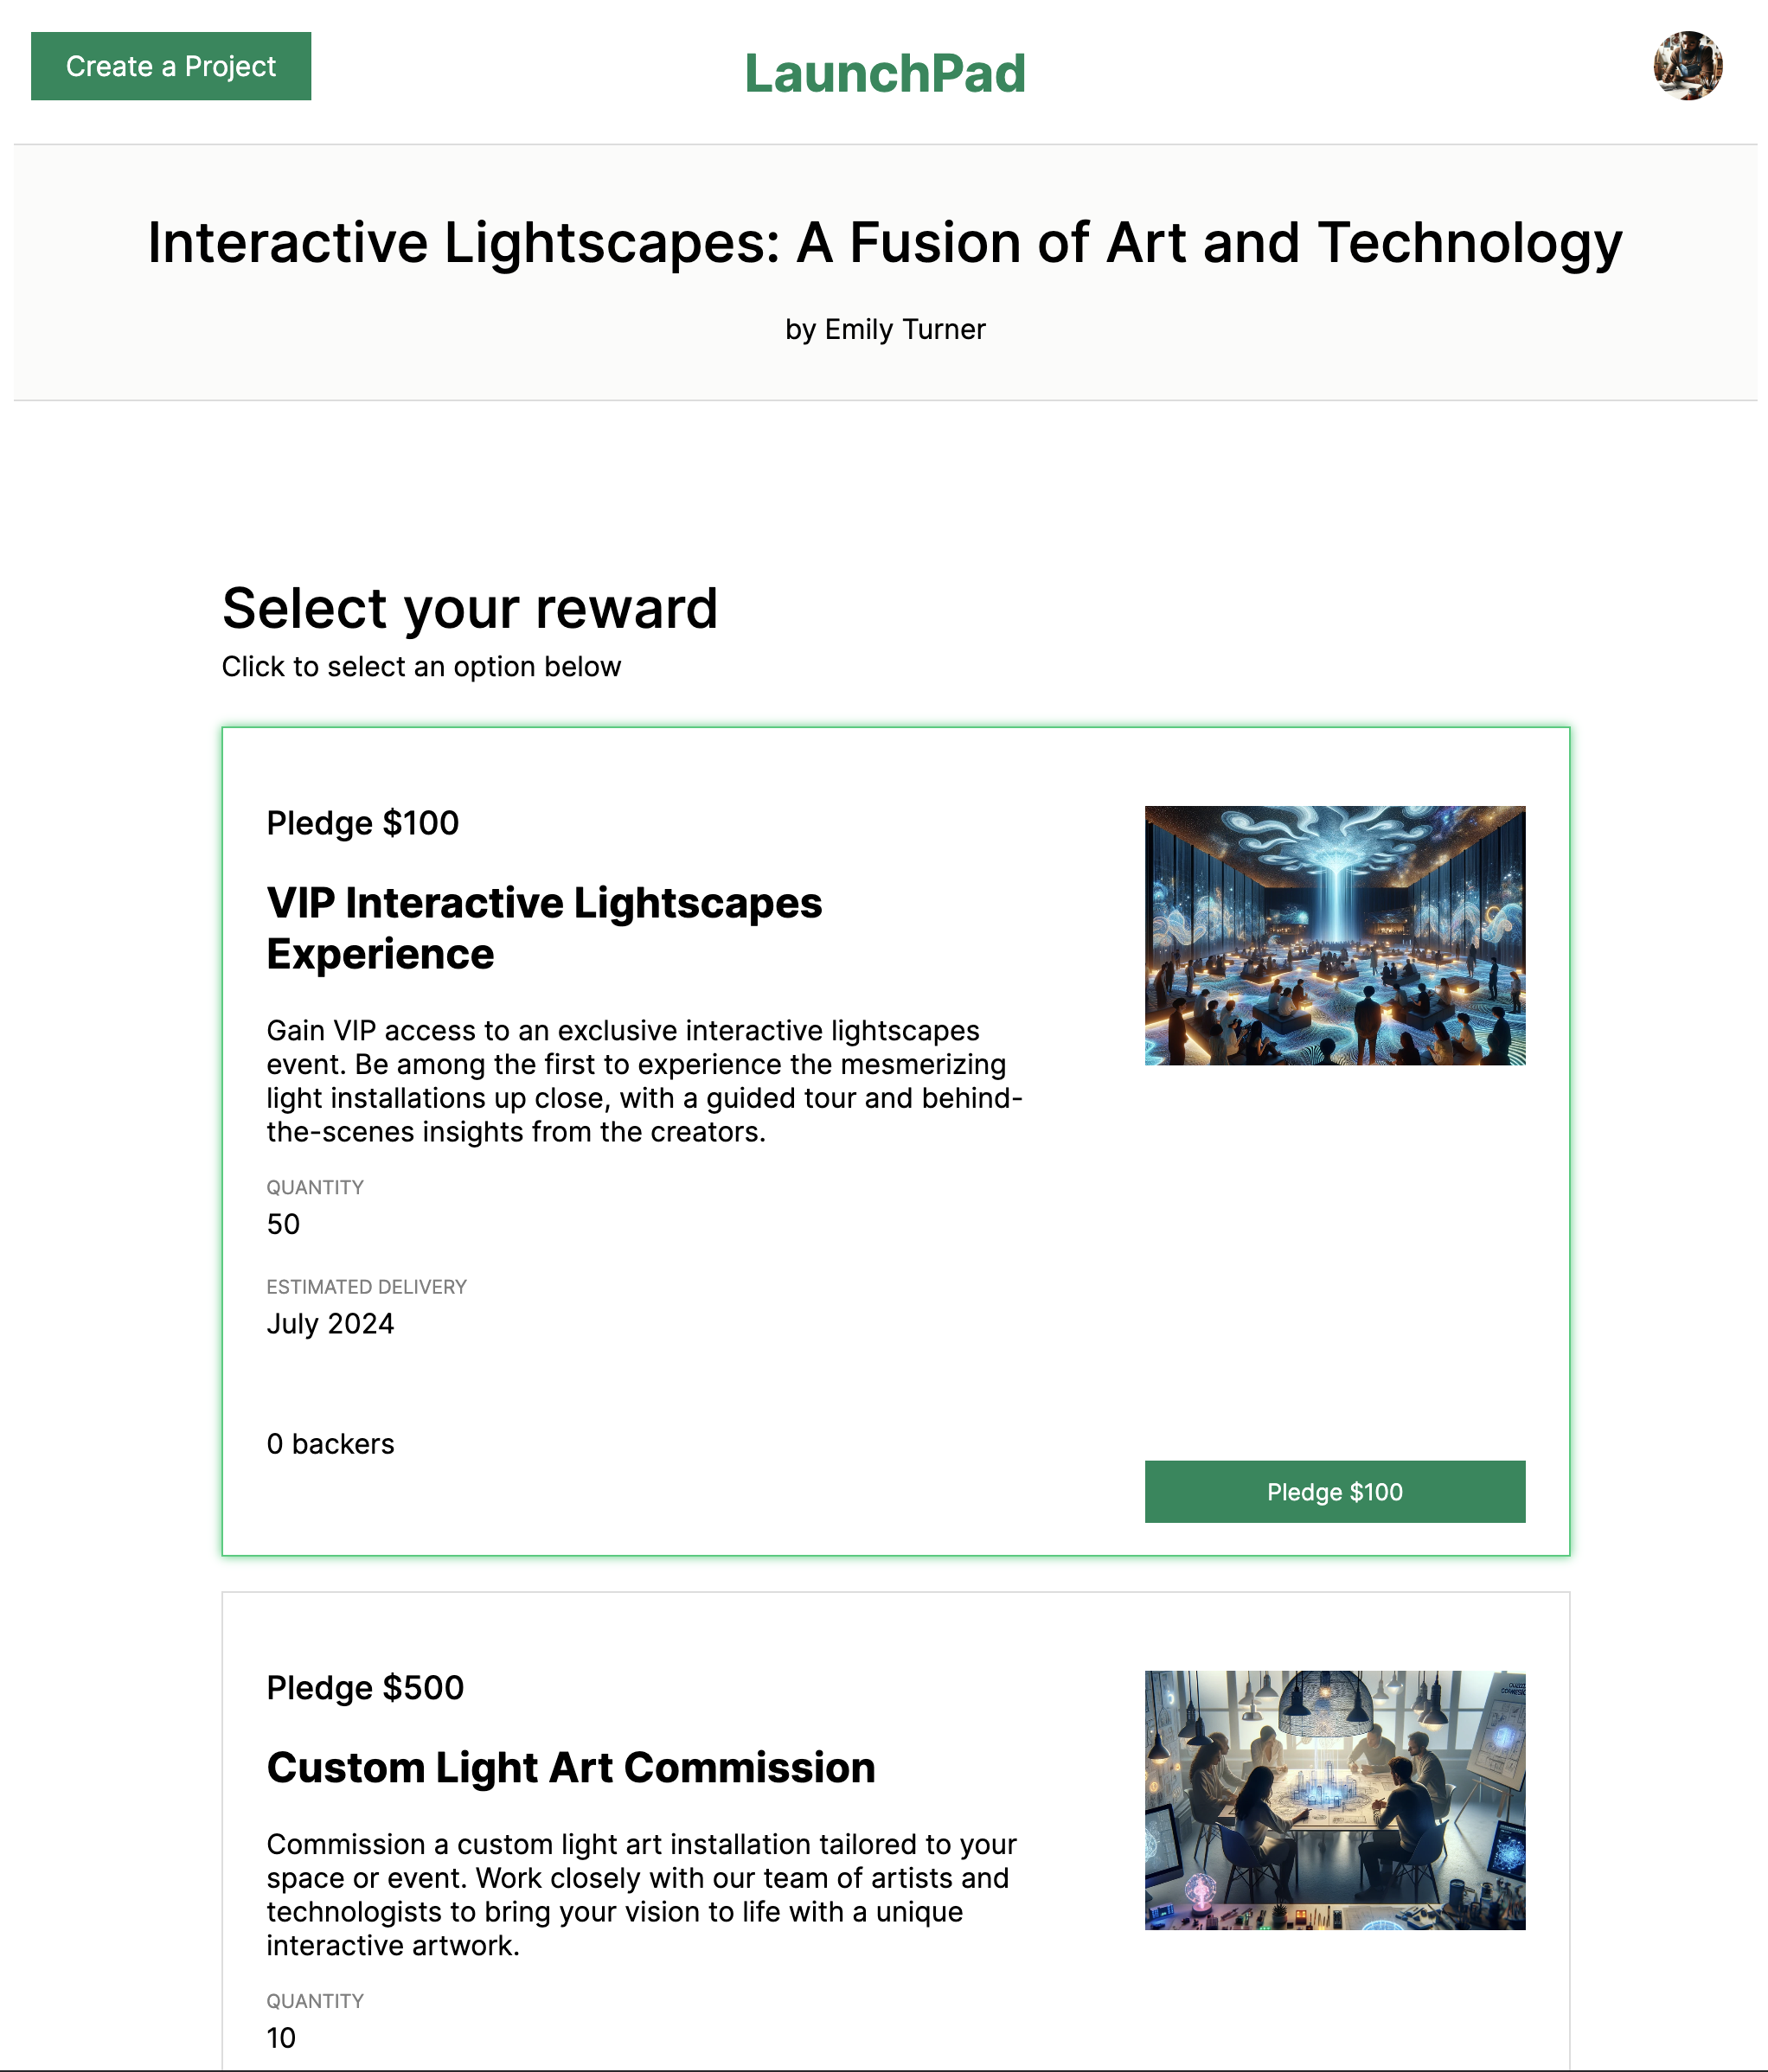 Create a Project
LaunchPad
Interactive Lightscapes: A Fusion of Art and Technology
by Emily Turner
Select your reward
Click to select an option below
Pledge $100
VIP Interactive Lightscapes
Experience
Gain VIP access to an exclusive interactive lightscapes
event. Be among the first to experience the mesmerizing
light installations up close, with a guided tour and behind-
the-scenes insights from the creators.
QUANTITY
50
ESTIMATED DELIVERY
July 2024
0 backers
Pledge $100
Pledge $500
Custom Light Art Commission
Commission a custom light art installation tailored to your
space or event. Work closely with our team of artists and
technologists to bring your vision to life with a unique
interactive artwork.
QUANTITY
10